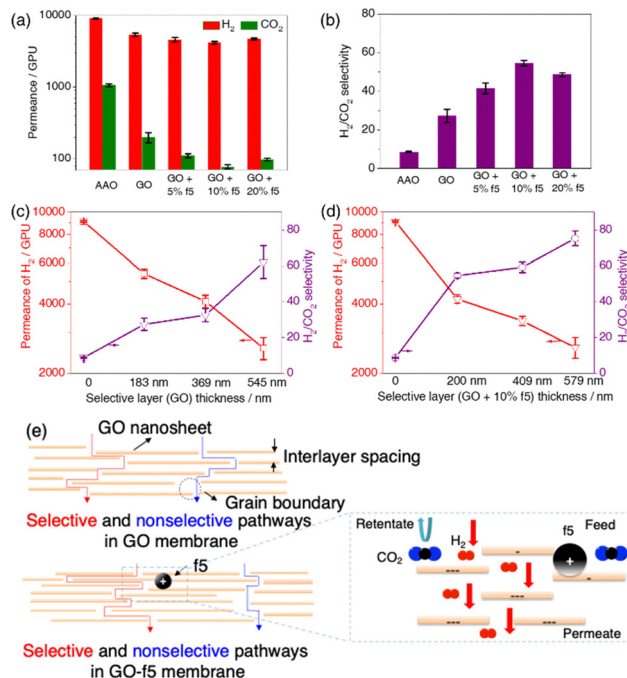 (a)
H2
CO2
Permeance / GPU
10000
1000
100
AAO
GO
GO +
5% f5
GO +
10% f5
GO +
20% f5
(b)
H2/CO2 selectivity
80
60
40
20
0
AAO
GO
GO +
5% f5
GO +
10% f5
GO +
20% f5
(c)
Permeance of H2 / GPU
10000
8000
6000
4000
2000
0
183 nm
369 nm
545 nm
Selective layer (GO) thickness / nm
80
60
40
20
0
H2/CO2 selectivity
(d)
Permeance of H2 / GPU
10000
8000
6000
4000
2000
0
200 nm
409 nm
579 nm
Selective layer (GO + 10% f5) thickness / nm
80
60
40
20
0
H2/CO2 selectivity
(e)
GO nanosheet
Interlayer spacing
Grain boundary
Selective and nonselective pathways
in GO membrane
f5
+
Selective and nonselective pathways
in GO-f5 membrane
Retentate
H2
f5
Feed
CO2
+
-
---
-
---
---
---
---
Permeate